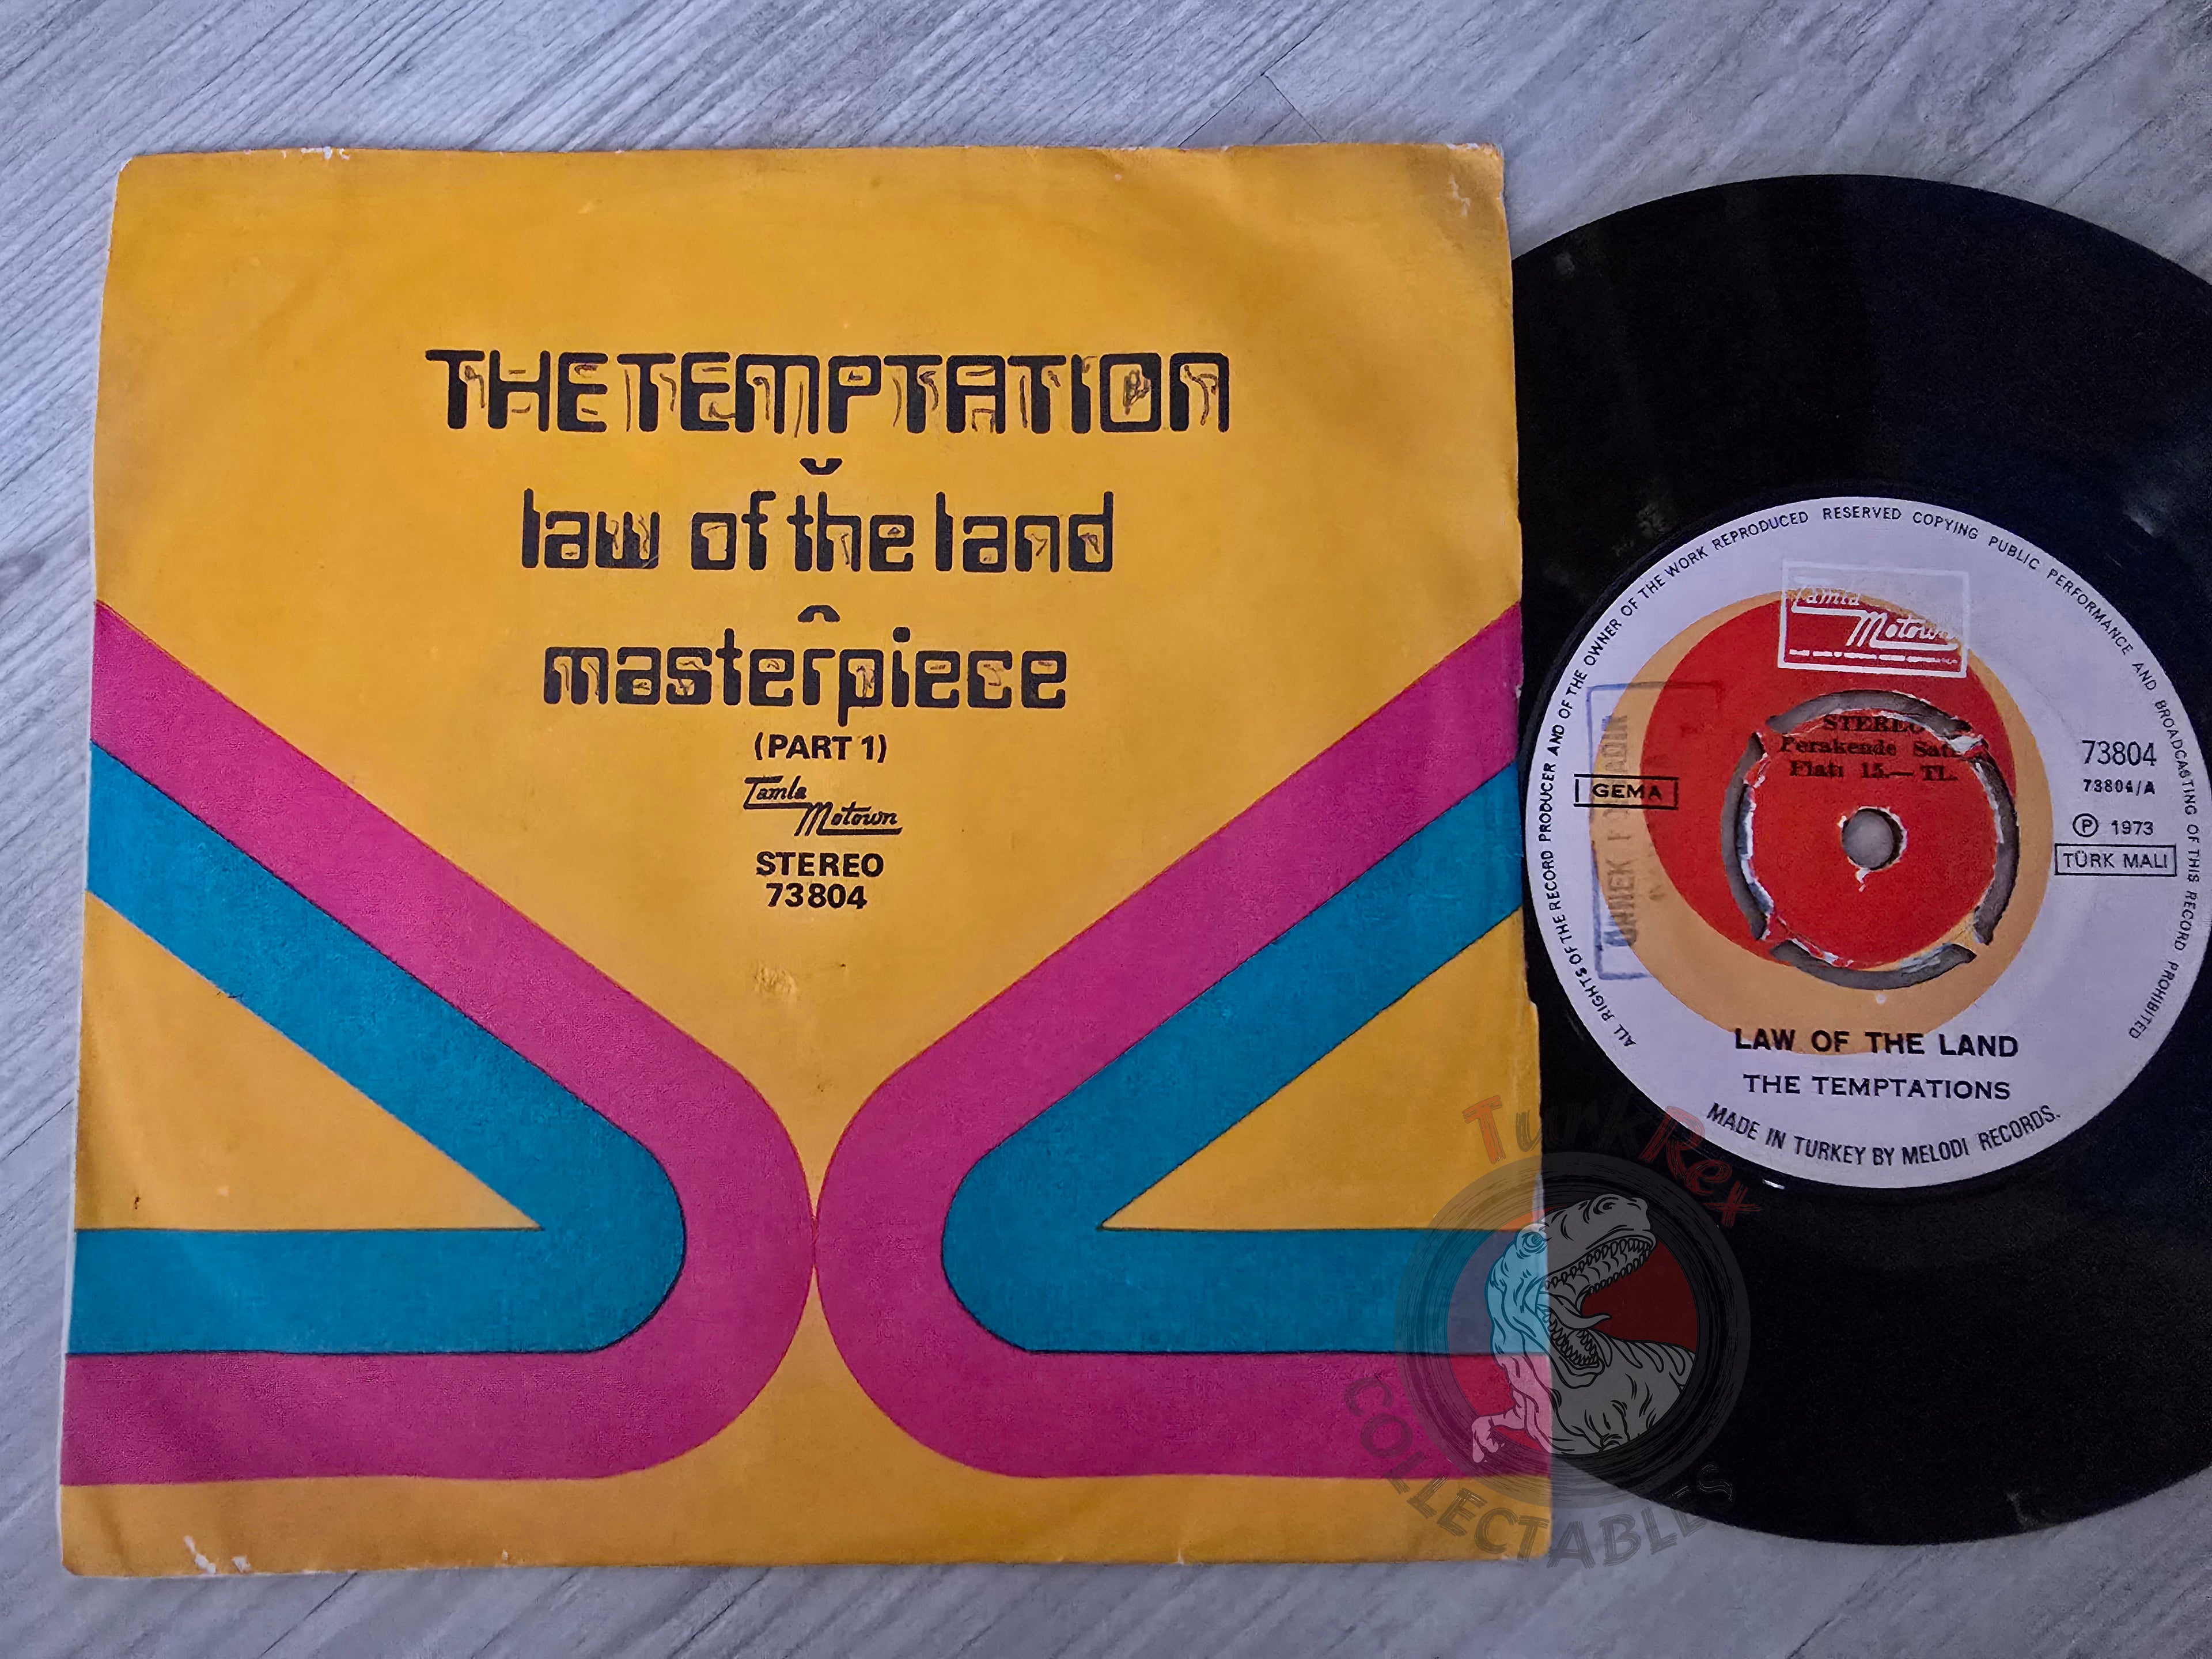 THE TEMPTATION
law of the land
masterpiece
(PART 1)
Tamla
Motown
STEREO
73804
ALL RIGHTS OF THE RECORD PRODUCER AND OF THE OWNER OF THE WORK REPRODUCED RESERVED COPYING PUBLIC PERFORMANCE AND BROADCASTING OF THIS RECORD PROHIBITED
Tamla
Motown
STEREO
Perakende
Fiatı 15.— TL.
GEMA
73804
73804/A
Ⓟ 1973
TÜRK MALI
LAW OF THE LAND
THE TEMPTATIONS
MADE IN TURKEY BY MELODI RECORDS.
Turk Rex
COLLECTABLES